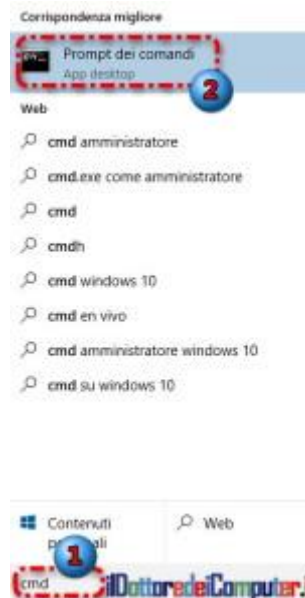 Corrispondenza migliore
Prompt dei comandi
App desktop
2
Web
cmd amministratore
cmd.exe come amministratore
cmd
cmdh
cmd windows 10
cmd en vivo
cmd amministratore windows 10
cmd su windows 10
Contenuti
Web
1
cmd
ilDottoredeiComputer.